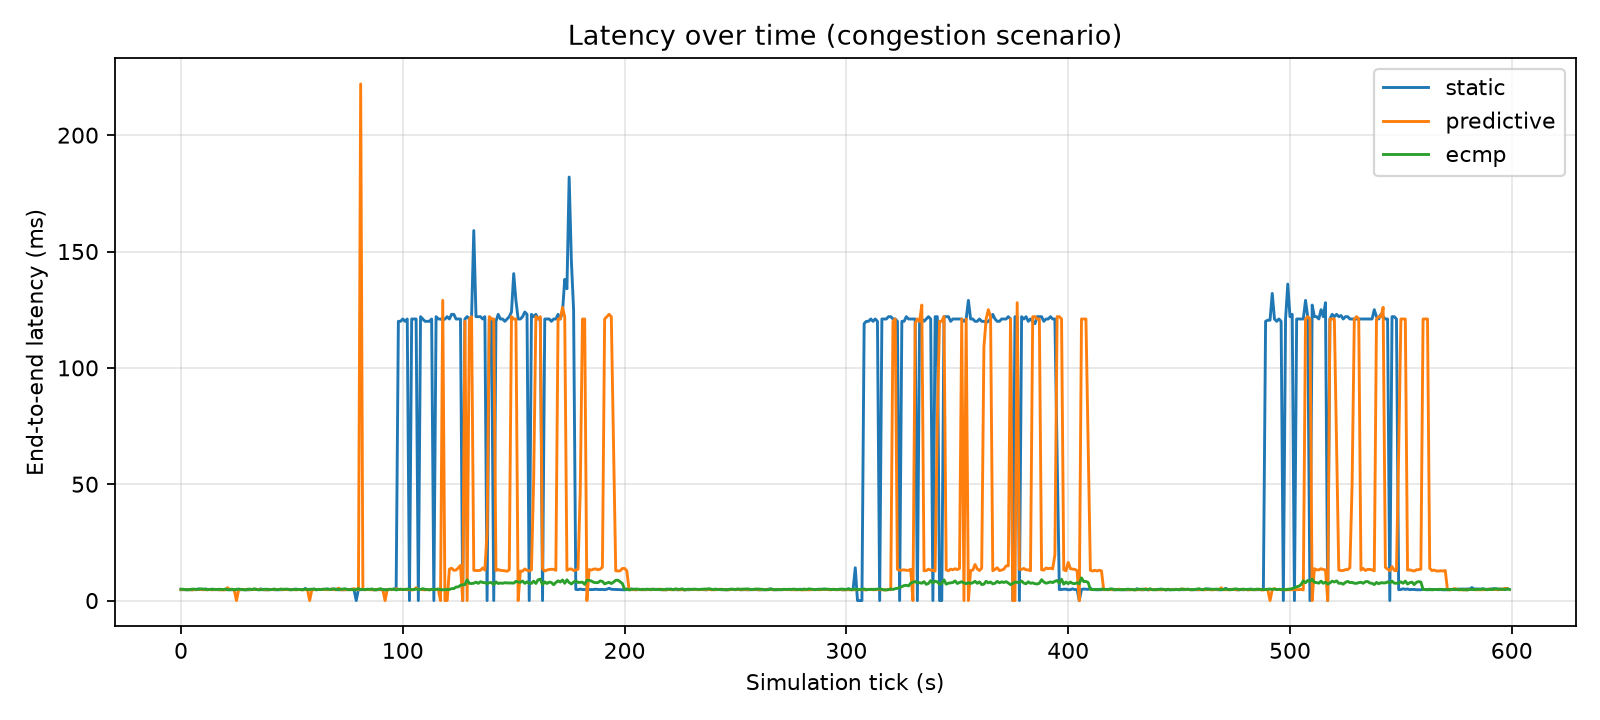 Latency over time (congestion scenario)
static
predictive
ecmp
End-to-end latency (ms)
200
150
100
50
0
0 100 200 300 400 500 600
Simulation tick (s)